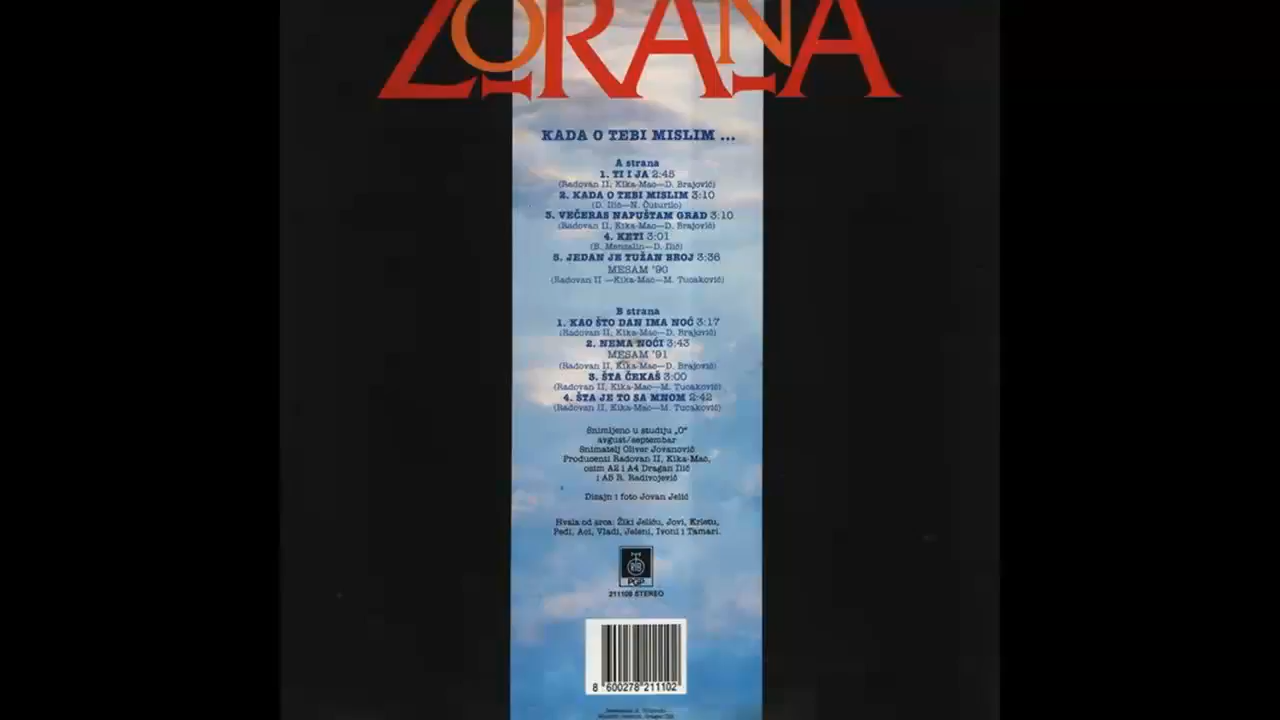 ZORANA
KADA O TEBI MISLIM ...
A strana
1. TI I JA 2:45
(Radovan II, Kika-Mac—D. Brajović)
2. KADA O TEBI MISLIM 3:10
(D. Ilić—N. Čuturilo)
3. VEČERAS NAPUŠTAM GRAD 3:10
(Radovan II, Kika-Mac—D. Brajović)
4. KETI 3:01
(B. Menzalin—D. Ilić)
5. JEDAN JE TUŽAN BROJ 3:36
MESAM '90
(Radovan II —Kika-Mac—M. Tucaković)
B strana
1. KAO ŠTO DAN IMA NOĆ 3:17
(Radovan II, Kika-Mac—D. Brajović)
2. NEMA NOĆI 3:43
MESAM '91
(Radovan II, Kika-Mac—D. Brajović)
3. ŠTA ČEKAŠ 3:00
(Radovan II, Kika-Mac—M. Tucaković)
4. ŠTA JE TO SA MNOM 2:42
(Radovan II, Kika-Mac—M. Tucaković)
Snimljeno u studiju „O“
avgust/septembar
Snimatelj Oliver Jovanović
Producenti Radovan II, Kika-Mac,
osim A2 i A4 Dragan Ilić
i A5 R. Radivojević
Dizajn i foto Jovan Jelić
Hvala od srca: Žiki Jeliću, Jovi, Krletu,
Peđi, Aci, Vladi, Jeleni, Ivoni i Tamari.
RTB
PGP
211109 STEREO
8 600278 211102